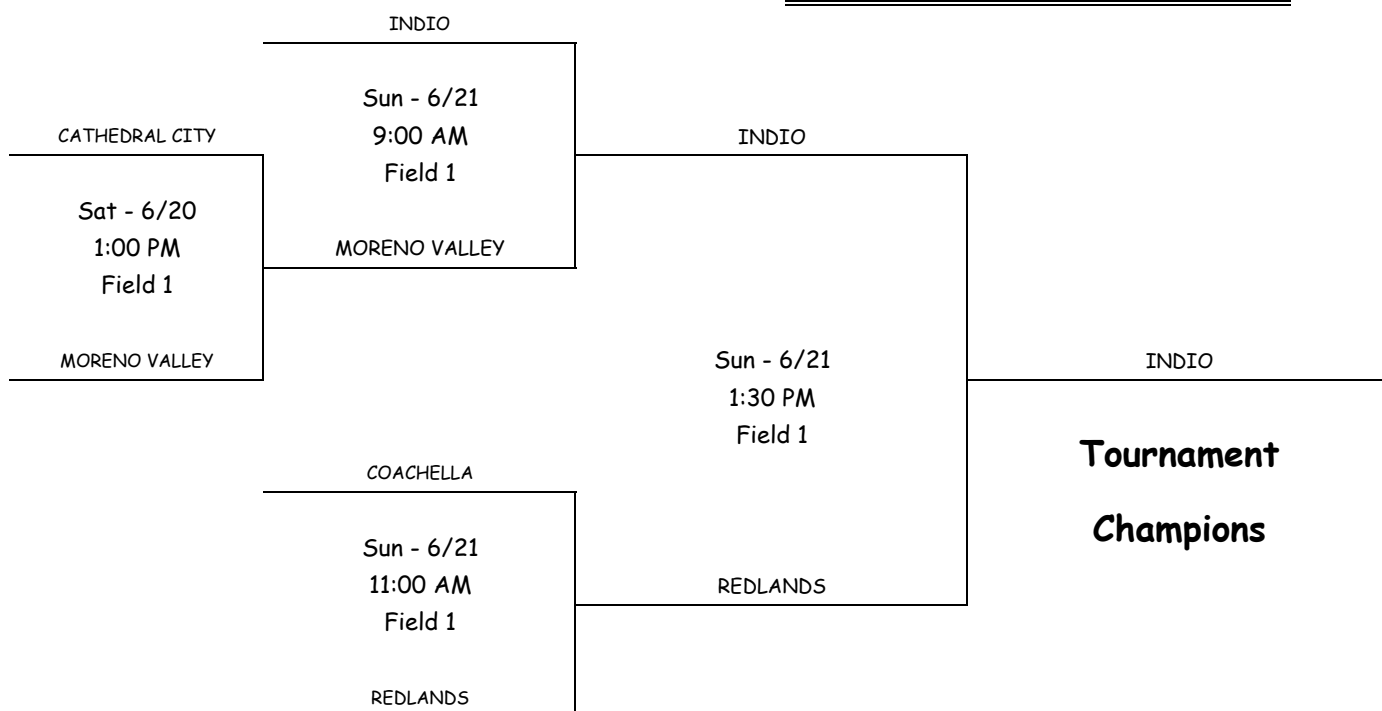 INDIO
Sun - 6/21
9:00 AM
Field 1
CATHEDRAL CITY
INDIO
Sat - 6/20
1:00 PM
Field 1
MORENO VALLEY
MORENO VALLEY
Sun - 6/21
1:30 PM
Field 1
INDIO
Tournament
Champions
COACHELLA
Sun - 6/21
11:00 AM
Field 1
REDLANDS
REDLANDS